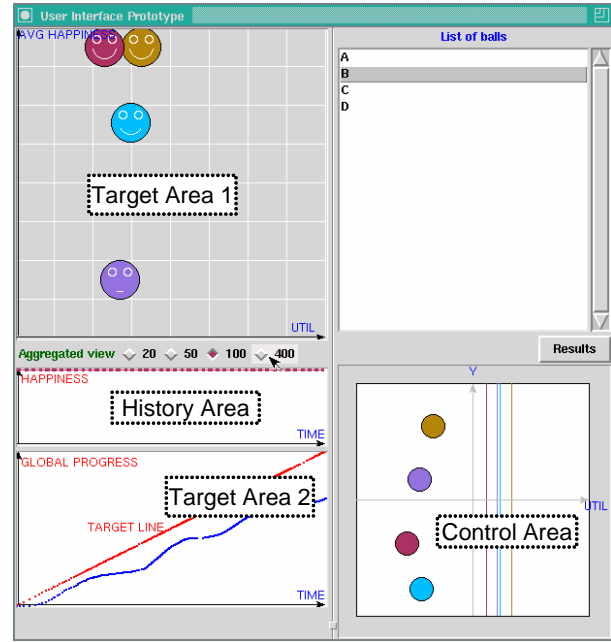 User Interface Prototype
AVG HAPPINESS
Target Area 1
UTIL
List of balls
A
B
C
D
Aggregated view 20 50 100 400
Results
HAPPINESS
History Area
TIME
GLOBAL PROGRESS
Target Area 2
TARGET LINE
TIME
Y
UTIL
Control Area